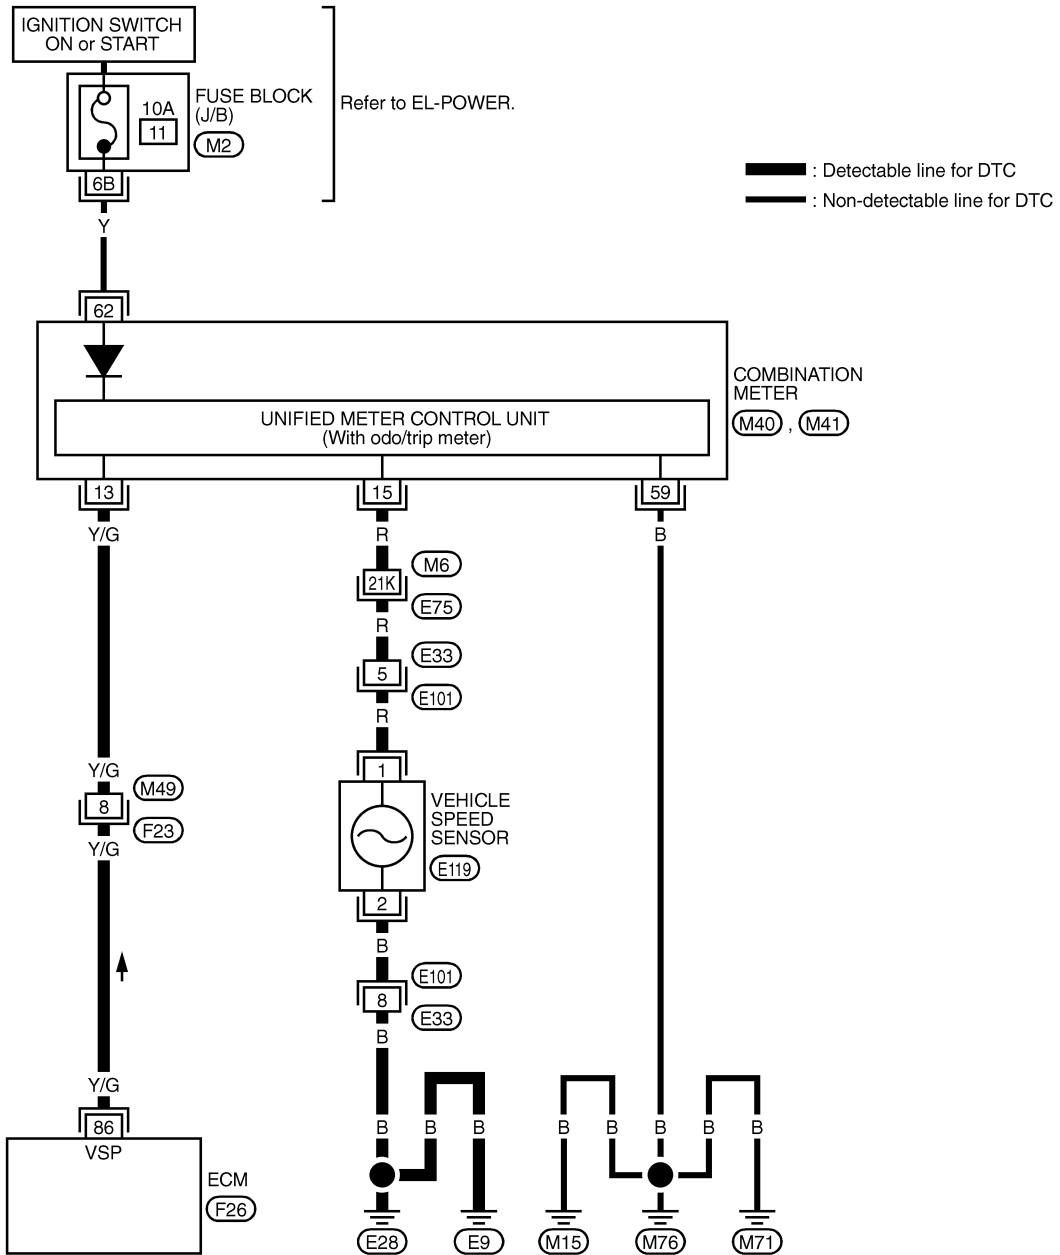 IGNITION SWITCH
ON or START
FUSE BLOCK
(J/B)
10A
11
M2
Refer to EL-POWER.
6B
: Detectable line for DTC
: Non-detectable line for DTC
Y
62
COMBINATION
METER
M40 , M41
UNIFIED METER CONTROL UNIT
(With odo/trip meter)
13
15
59
Y/G
R
B
M6
21K
E75
R
E33
5
E101
R
Y/G
1
M49
8
F23
Y/G
VEHICLE
SPEED
SENSOR
E119
2
B
E101
8
E33
B
Y/G
86
VSP
B
B
B
B
B
B
B
B
ECM
F26
E28
E9
M15
M76
M71